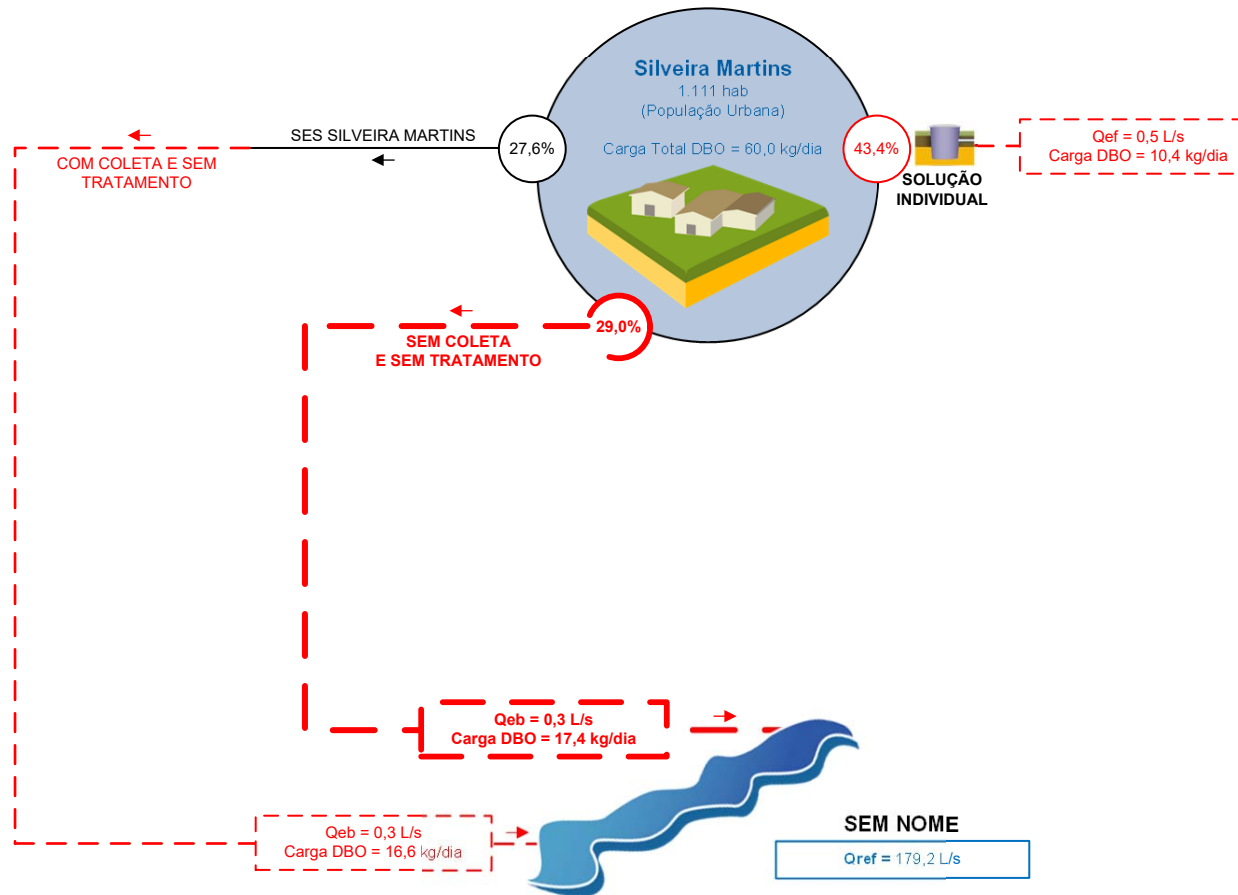 Silveira Martins
1.111 hab
(População Urbana)
Carga Total DBO = 60,0 kg/dia
SES SILVEIRA MARTINS
27,6%
COM COLETA E SEM
TRATAMENTO
43,4%
SOLUÇÃO
INDIVIDUAL
Qef = 0,5 L/s
Carga DBO = 10,4 kg/dia
29,0%
SEM COLETA
E SEM TRATAMENTO
Qeb = 0,3 L/s
Carga DBO = 17,4 kg/dia
Qeb = 0,3 L/s
Carga DBO = 16,6 kg/dia
SEM NOME
Qref = 179,2 L/s